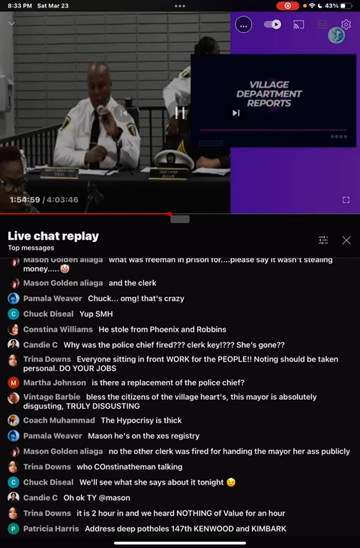 8:33 PM Sat Mar 23
43%
VILLAGE
DEPARTMENT
REPORTS
1:54:59 / 4:03:46
Live chat replay
Top messages
Mason Golden aliaga what was freeman in prison for....please say it wasn't stealing
money.....🤡
Mason Golden aliaga and the clerk
Pamala Weaver Chuck... omg! that's crazy
C Chuck Diseal Yup SMH
Constina Williams He stole from Phoenix and Robbins
Candie C Why was the police chief fired??? clerk key!??? She's gone??
Trina Downs Everyone sitting in front WORK for the PEOPLE!! Noting should be taken
personal. DO YOUR JOBS
M Martha Johnson is there a replacement of the police chief?
Vintage Barbie bless the citizens of the village heart's, this mayor is absolutely
disgusting, TRULY DISGUSTING
Coach Muhammad The Hypocrisy is thick
Pamala Weaver Mason he's on the xes registry
Mason Golden aliaga no the other clerk was fired for handing the mayor her ass publicly
Trina Downs who COnstinatheman talking
C Chuck Diseal We'll see what she says about it tonight 😉
Candie C Oh ok TY @mason
Trina Downs it is 2 hour in and we heard NOTHING of Value for an hour
P Patricia Harris Address deep potholes 147th KENWOOD and KIMBARK